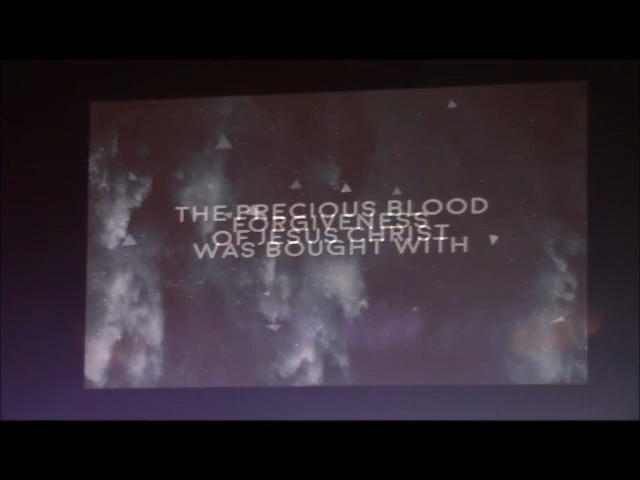 THE PRECIOUS BLOOD
FORGIVENESS
OF JESUS CHRIST
WAS BOUGHT WITH